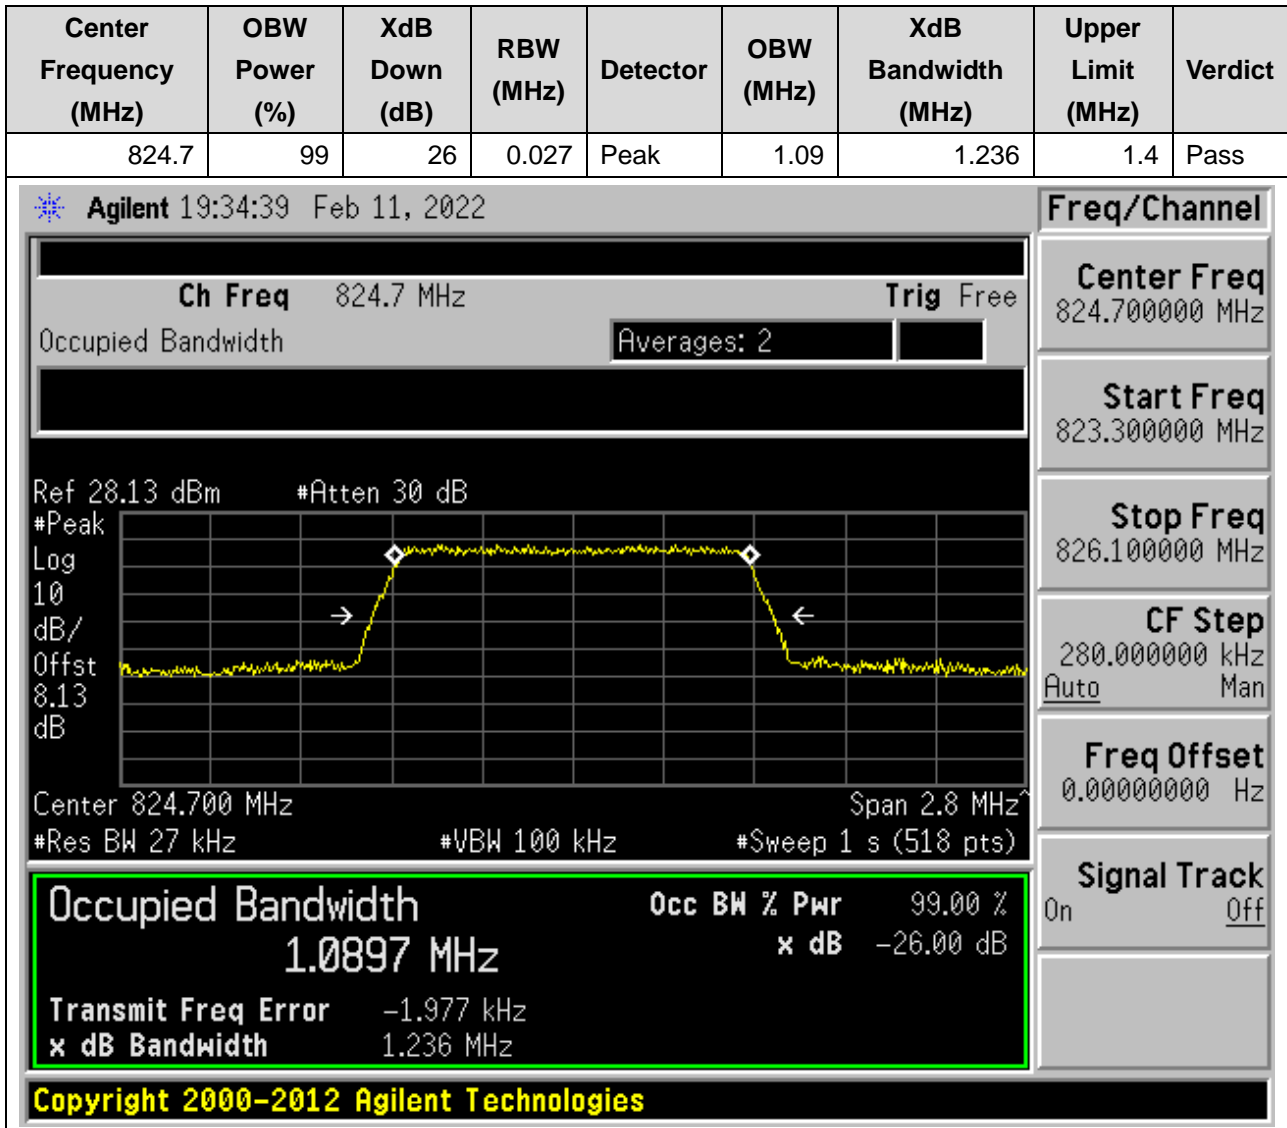 Center Frequency (MHz) OBW Power (%) XdB Down (dB) RBW (MHz) Detector OBW (MHz) XdB Bandwidth (MHz) Upper Limit (MHz) Verdict
824.7 99 26 0.027 Peak 1.09 1.236 1.4 Pass
Agilent 19:34:39 Feb 11, 2022
Ch Freq 824.7 MHz Trig Free
Occupied Bandwidth Averages: 2
Ref 28.13 dBm #Atten 30 dB
#Peak
Log
10
dB/
Offst
8.13
dB
Center 824.700 MHz Span 2.8 MHz^
#Res BW 27 kHz #VBW 100 kHz #Sweep 1 s (518 pts)
Occupied Bandwidth Occ BW % Pwr 99.00 %
1.0897 MHz x dB -26.00 dB
Transmit Freq Error -1.977 kHz
x dB Bandwidth 1.236 MHz
Copyright 2000-2012 Agilent Technologies
Freq/Channel
Center Freq
824.700000 MHz
Start Freq
823.300000 MHz
Stop Freq
826.100000 MHz
CF Step
280.000000 kHz
Auto Man
Freq Offset
0.00000000 Hz
Signal Track
On Off